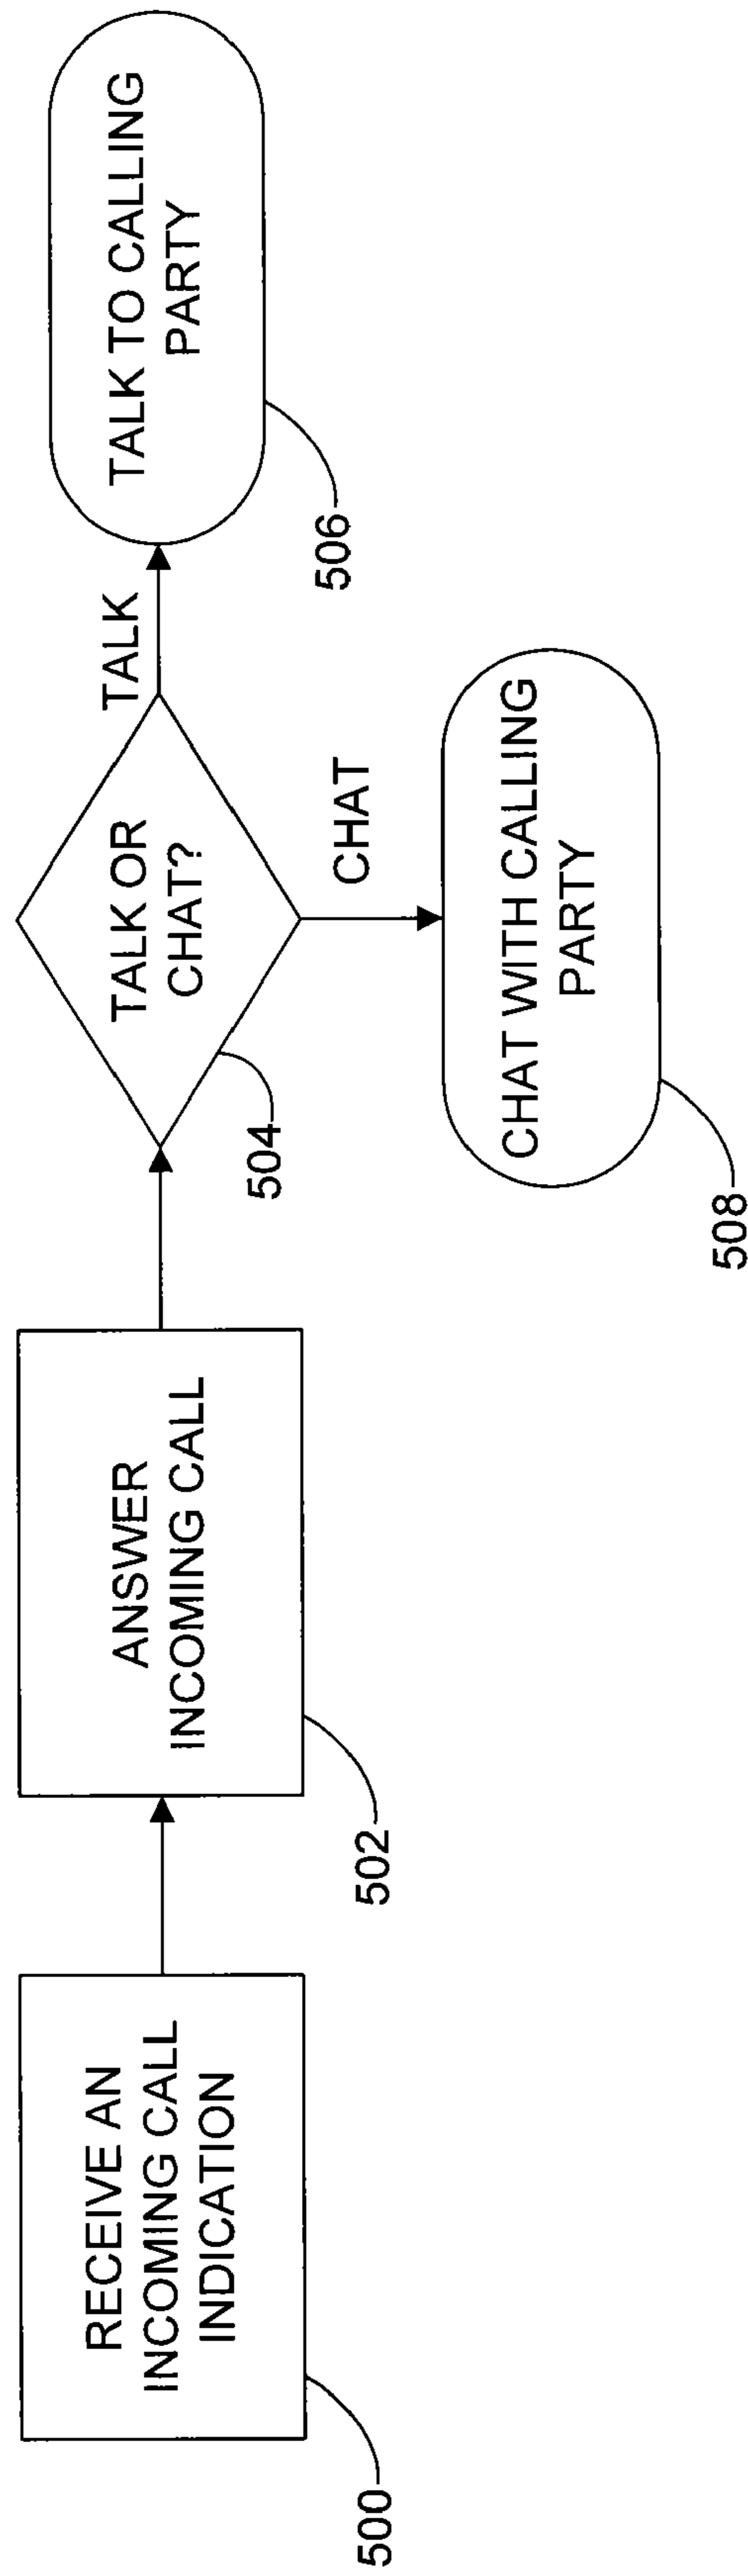 RECEIVE AN
INCOMING CALL
INDICATION
500
ANSWER
INCOMING CALL
502
TALK OR
CHAT?
504
TALK
TALK TO CALLING
PARTY
506
CHAT
CHAT WITH CALLING
PARTY
508